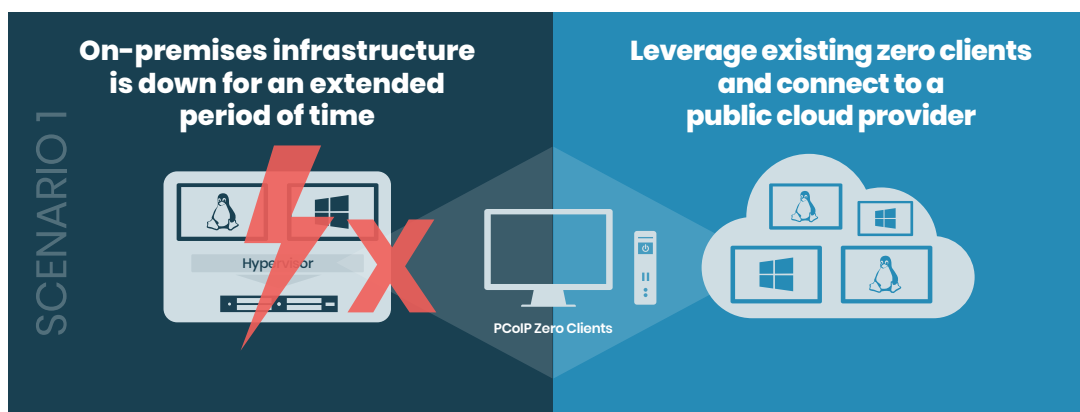 SCENARIO 1
On-premises infrastructure
is down for an extended
period of time
Hypervisor
Leverage existing zero clients
and connect to a
public cloud provider
PCoIP Zero Clients